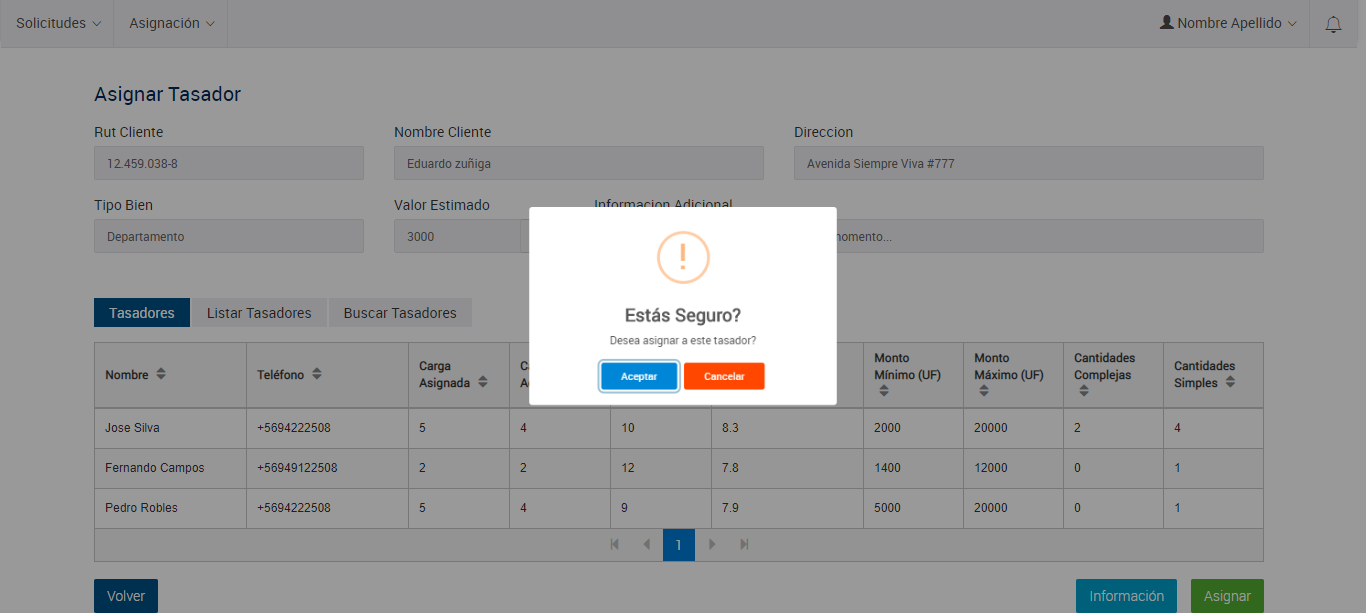 Solicitudes Asignación Nombre Apellido
Asignar Tasador
Rut Cliente Nombre Cliente Direccion
12.459.038-8 Eduardo zuñiga Avenida Siempre Viva #777
Tipo Bien Valor Estimado Informacion Adicional
Departamento 3000
!
Estás Seguro?
Desea asignar a este tasador?
Aceptar Cancelar
Tasadores Listar Tasadores Buscar Tasadores
Nombre Teléfono Carga Asignada Monto Mínimo (UF) Monto Máximo (UF) Cantidades Complejas Cantidades Simples
Jose Silva +5694222508 5 4 10 8.3 2000 20000 2 4
Fernando Campos +56949122508 2 2 12 7.8 1400 12000 0 1
Pedro Robles +5694222508 5 4 9 7.9 5000 20000 0 1
1
Volver Información Asignar